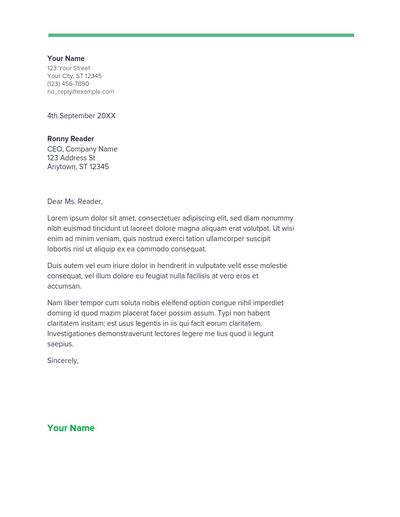 Your Name
123 Your Street
Your City, ST 12345
(123) 456-7890
no_reply@example.com
4th September 20XX
Ronny Reader
CEO, Company Name
123 Address St
Anytown, ST 12345
Dear Ms. Reader,
Lorem ipsum dolor sit amet, consectetuer adipiscing elit, sed diam nonummy
nibh euismod tincidunt ut laoreet dolore magna aliquam erat volutpat. Ut wisi
enim ad minim veniam, quis nostrud exerci tation ullamcorper suscipit
lobortis nisl ut aliquip ex ea commodo consequat.
Duis autem vel eum iriure dolor in hendrerit in vulputate velit esse molestie
consequat, vel illum dolore eu feugiat nulla facilisis at vero eros et
accumsan.
Nam liber tempor cum soluta nobis eleifend option congue nihil imperdiet
doming id quod mazim placerat facer possim assum. Typi non habent
claritatem insitam; est usus legentis in iis qui facit eorum claritatem.
Investigationes demonstraverunt lectores legere me lius quod ii legunt
saepius.
Sincerely,
Your Name